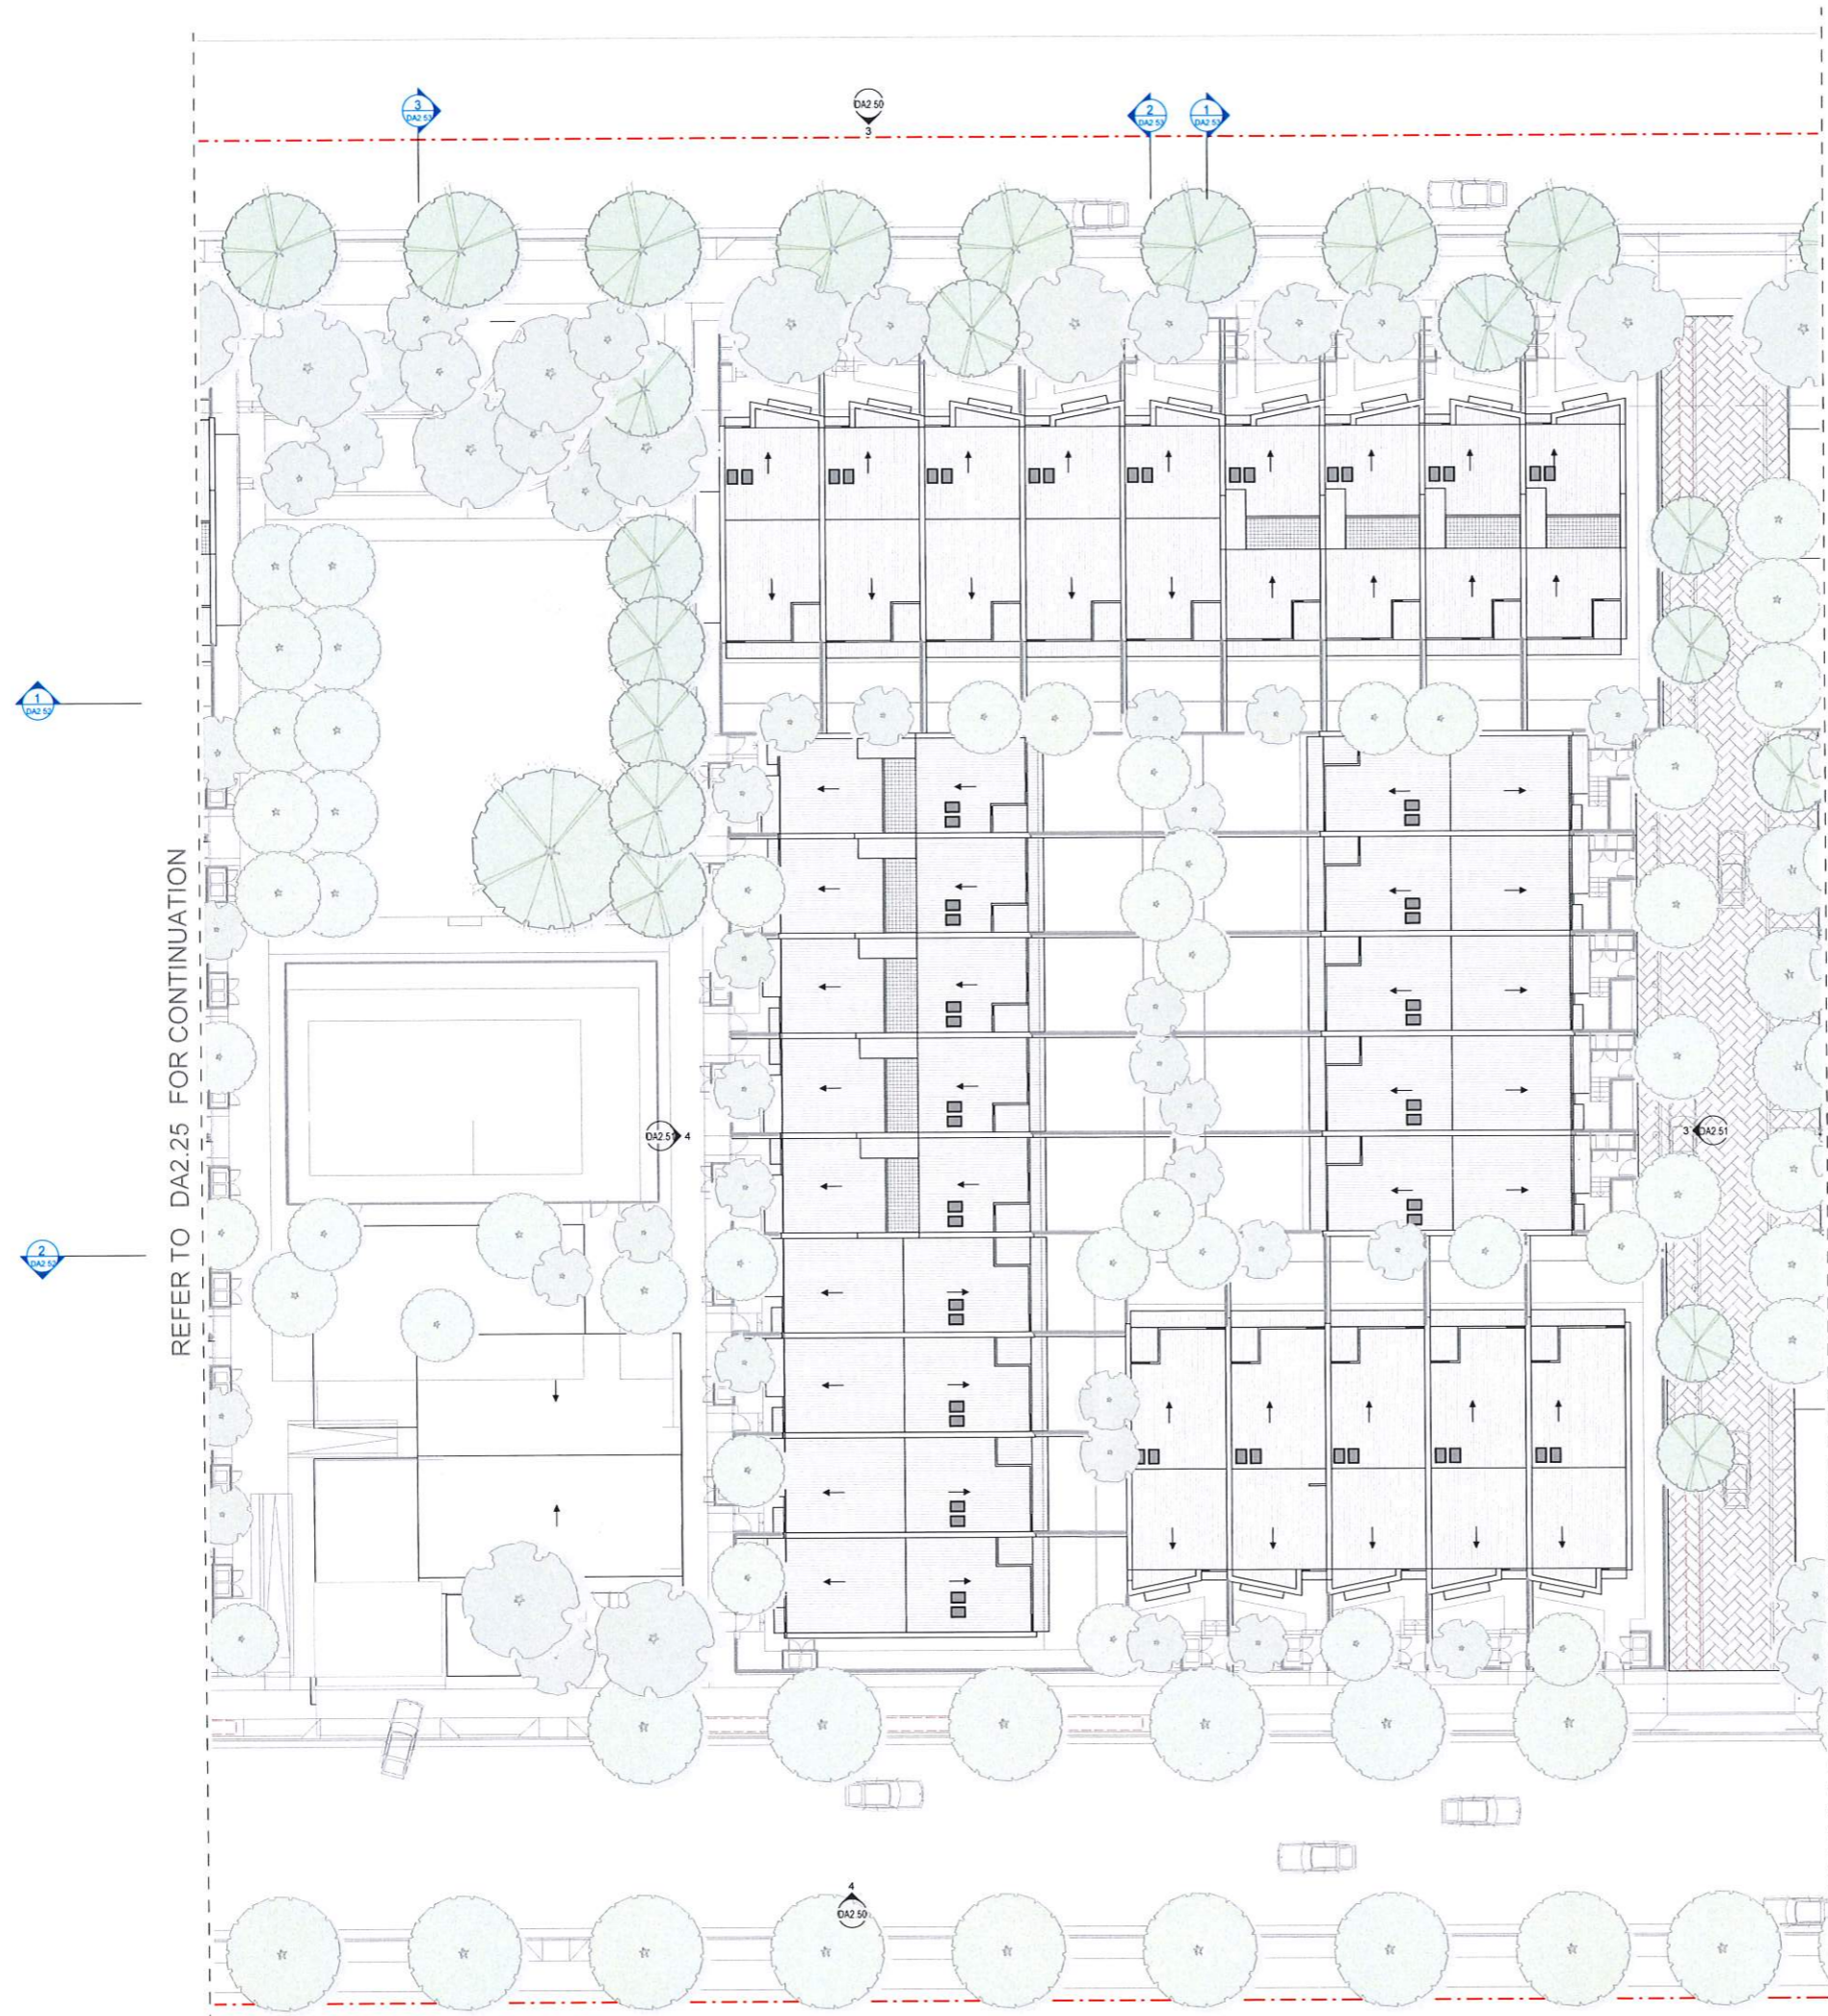 3
DA2 53
DA2 50
3
2
DA2 53
1
DA2 53
1
DA2 52
REFER TO DA2.25 FOR CONTINUATION
DA2.51 4
3 DA2.51
2
DA2 52
4
DA2 50